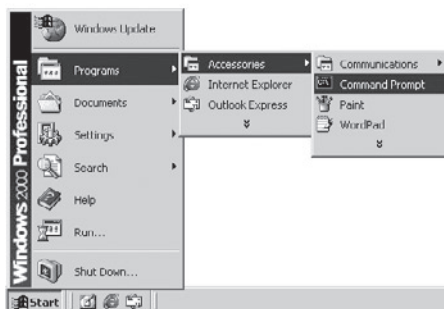 Windows 2000 Professional
Windows Update
Programs
Documents
Settings
Search
Help
Run...
Shut Down...
Accessories
Internet Explorer
Outlook Express
Communications
Command Prompt
Paint
WordPad
Start